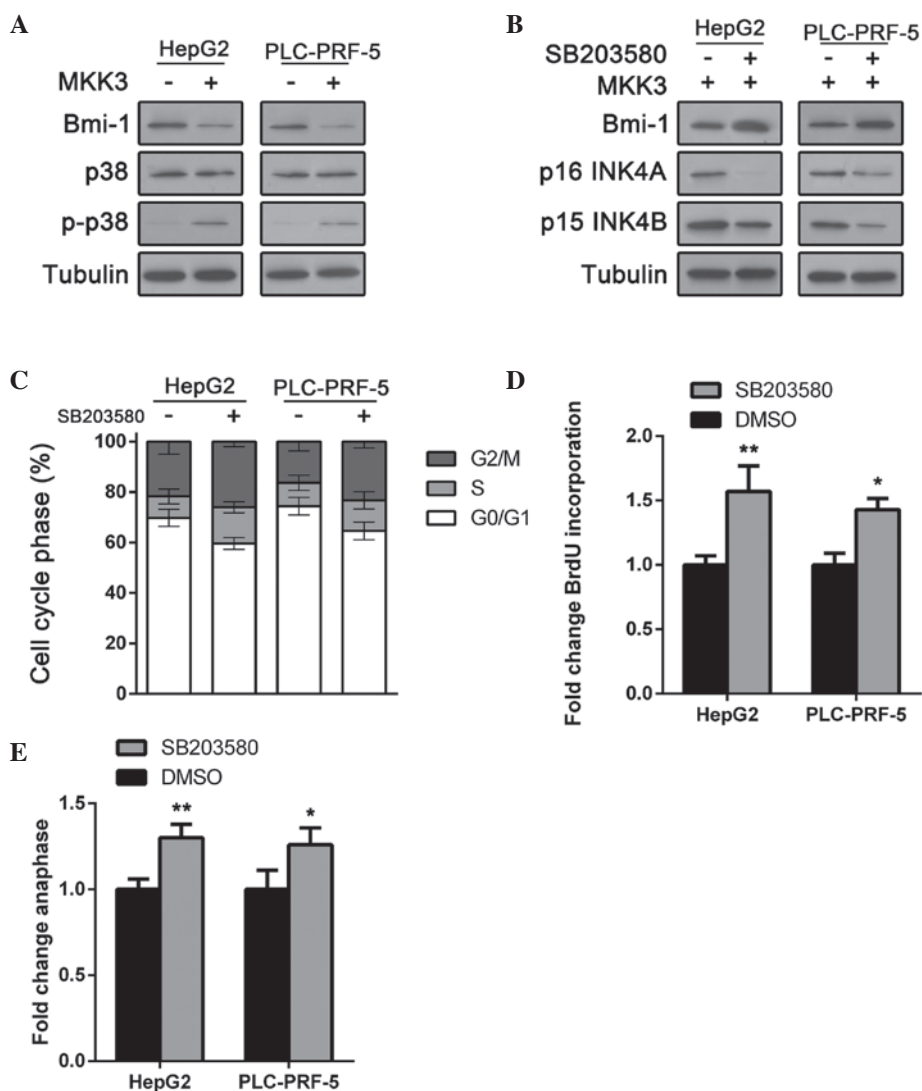 A
HepG2 PLC-PRF-5
MKK3 - + - +
Bmi-1
p38
p-p38
Tubulin
B
HepG2 PLC-PRF-5
SB203580 - + - +
MKK3 + + + +
Bmi-1
p16 INK4A
p15 INK4B
Tubulin
C
HepG2 PLC-PRF-5
SB203580 - + - +
Cell cycle phase (%)
100
80
60
40
20
0
G2/M
S
G0/G1
D
SB203580
DMSO
Fold change BrdU incorporation
2.0
1.5
1.0
0.5
0.0
** *
HepG2 PLC-PRF-5
E
SB203580
DMSO
Fold change anaphase
1.5
1.0
0.5
0.0
** *
HepG2 PLC-PRF-5